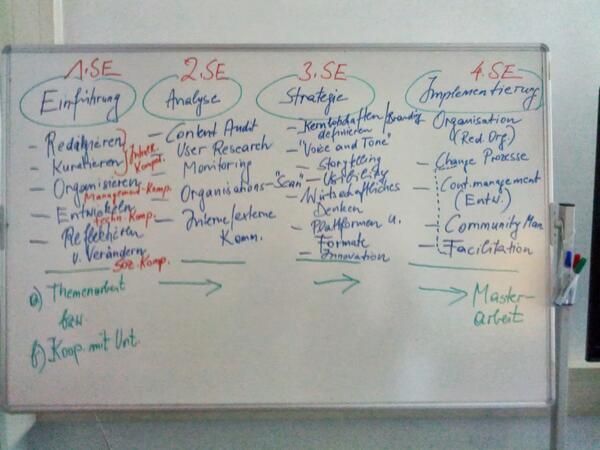 1.SE
Einführung
- Redaktieren
- Kuratieren
Inhalt. Kompet.
- Organisieren
Management-Komp.
- Entwickeln
techn. Komp.
- Reflektieren
u. Verändern
Soz. Komp.
a) Themenarbeit
bzw.
b) Koop. mit Unt.
2.SE
Analyse
- Content Audit
- User Research
- Monitoring
- Organisations-"Scan"
- Interne/externe
Komm.
3.SE
Strategie
- Kernbotschaften/Branding
definieren
- "Voice and Tone"
- Storytelling
- Usability
- Wirtschaftliches
Denken
- Plattformen u.
Formate
- Innovation
4.SE
Implementierung
- Organisation
(Red. Org.)
- Change Prozesse
- Cont. management
(Entw.)
- Community Man
- Facilitation
Master-
arbeit